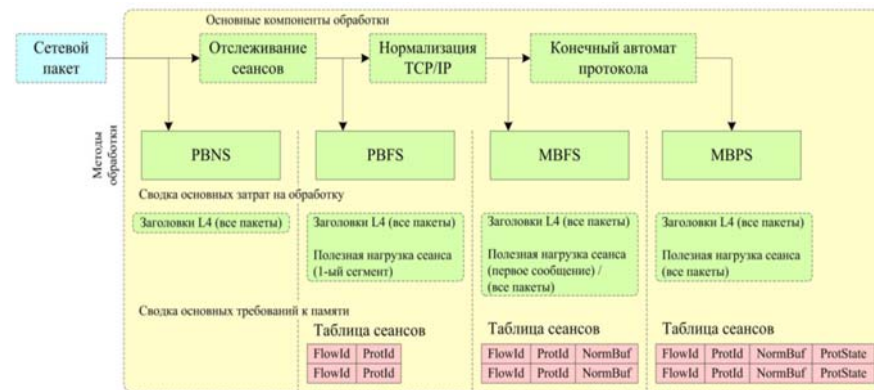 Основные компоненты обработки
Сетевой
пакет
Отслеживание
сеансов
Нормализация
TCP/IP
Конечный автомат
протокола
Методы
обработки
PBNS
PBFS
MBFS
MBPS
Сводка основных затрат на обработку
Заголовки L4 (все пакеты)
Заголовки L4 (все пакеты)
Полезная нагрузка сеанса
(1-ый сегмент)
Заголовки L4 (все пакеты)
Полезная нагрузка сеанса
(первое сообщение) /
(все пакеты)
Заголовки L4 (все пакеты)
Полезная нагрузка сеанса
(все пакеты)
Сводка основных требований к памяти
Таблица сеансов
FlowId ProtId
FlowId ProtId
Таблица сеансов
FlowId ProtId NormBuf
FlowId ProtId NormBuf
Таблица сеансов
FlowId ProtId NormBuf ProtState
FlowId ProtId NormBuf ProtState